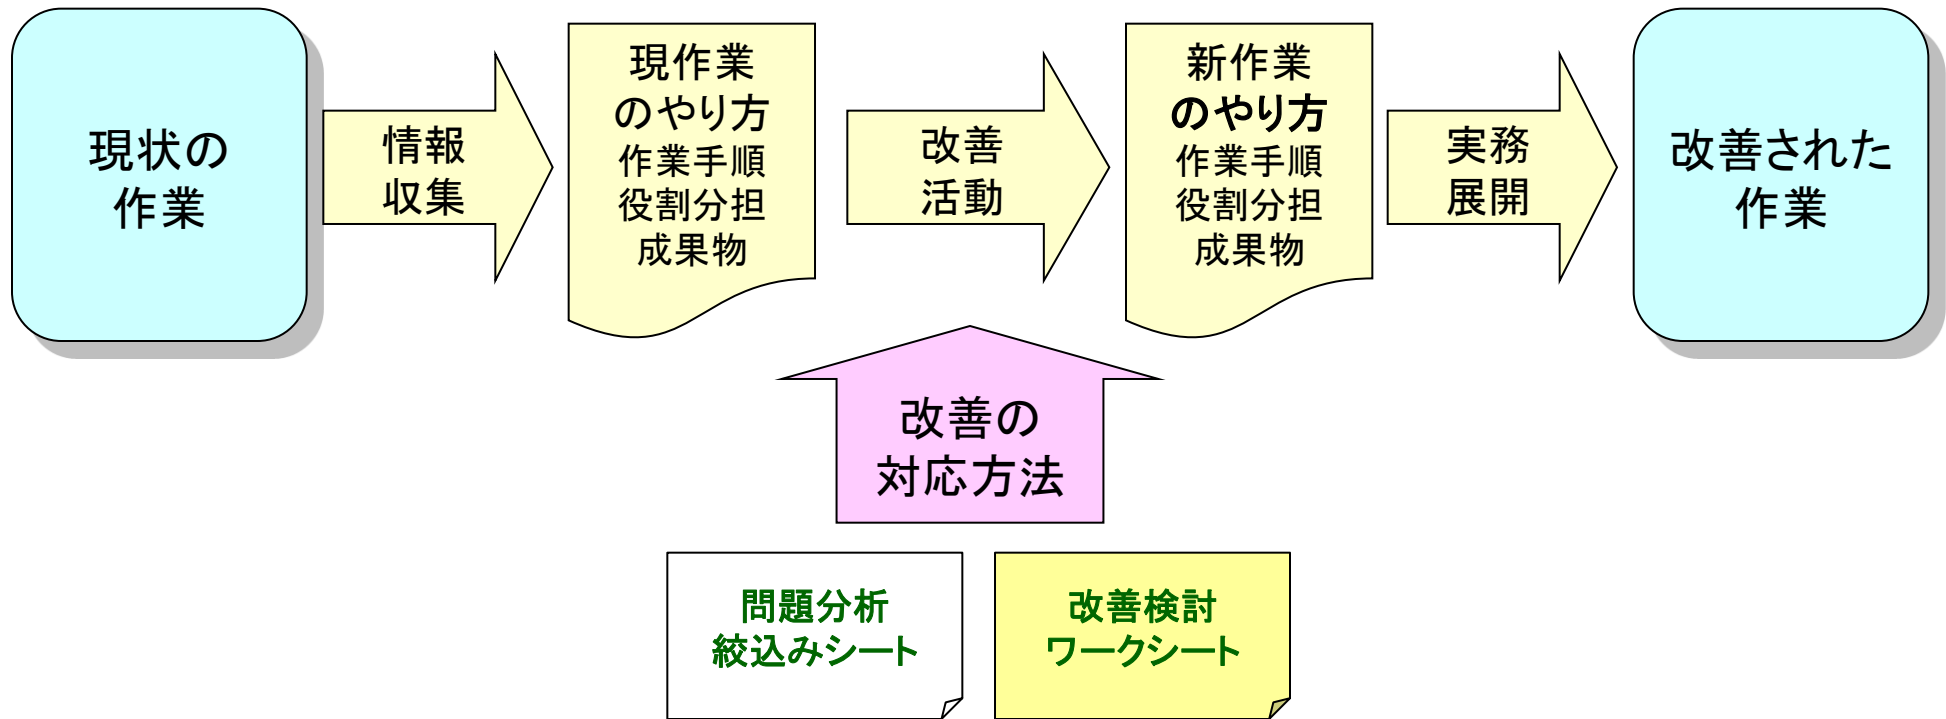 現状の
作業
情報
収集
現作業
のやり方
作業手順
役割分担
成果物
改善
活動
新作業
のやり方
作業手順
役割分担
成果物
実務
展開
改善された
作業
改善の
対応方法
問題分析
絞込みシート
改善検討
ワークシート